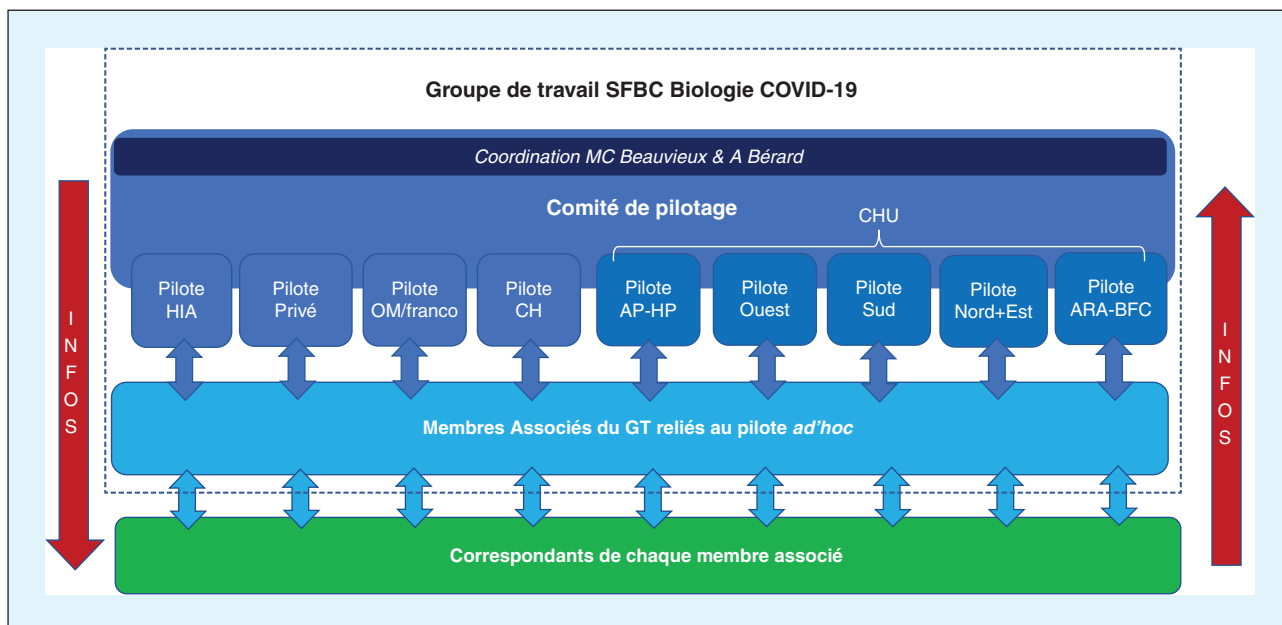 Groupe de travail SFBC Biologie COVID-19
Coordination MC Beauvieux & A Bérard
Comité de pilotage
CHU
Pilote
HIA
Pilote
Privé
Pilote
OM/franco
Pilote
CH
Pilote
AP-HP
Pilote
Ouest
Pilote
Sud
Pilote
Nord+Est
Pilote
ARA-BFC
I
N
F
O
S
I
N
F
O
S
Membres Associés du GT reliés au pilote ad'hoc
Correspondants de chaque membre associé